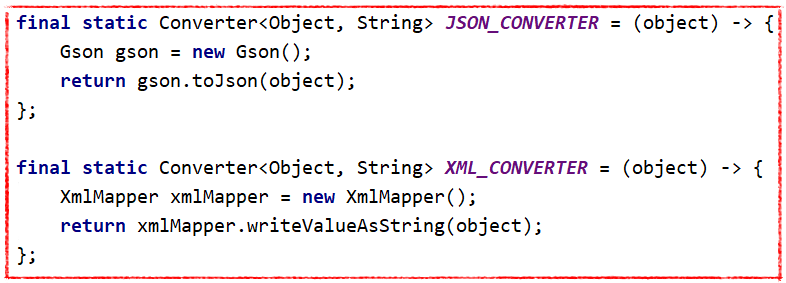 final static Converter<Object, String> JSON_CONVERTER = (object) -> {
    Gson gson = new Gson();
    return gson.toJson(object);
};

final static Converter<Object, String> XML_CONVERTER = (object) -> {
    XmlMapper xmlMapper = new XmlMapper();
    return xmlMapper.writeValueAsString(object);
};